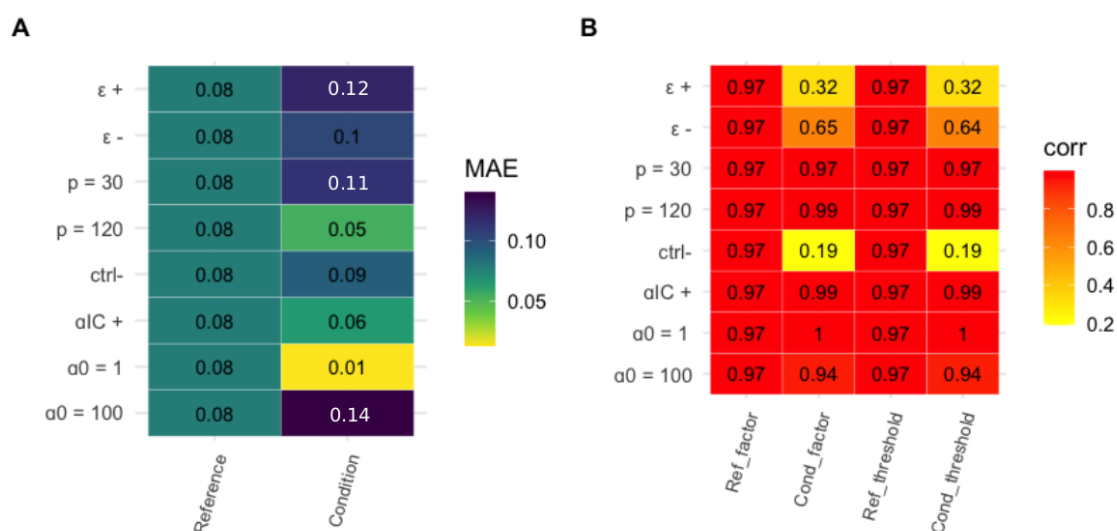 A
B
ε + 0.08 0.12
ε - 0.08 0.1
p = 30 0.08 0.11
p = 120 0.08 0.05
ctrl- 0.08 0.09
αIC + 0.08 0.06
α0 = 1 0.08 0.01
α0 = 100 0.08 0.14
Reference Condition
MAE
0.10
0.05
ε + 0.97 0.32 0.97 0.32
ε - 0.97 0.65 0.97 0.64
p = 30 0.97 0.97 0.97 0.97
p = 120 0.97 0.99 0.97 0.99
ctrl- 0.97 0.19 0.97 0.19
αIC + 0.97 0.99 0.97 0.99
α0 = 1 0.97 1 0.97 1
α0 = 100 0.97 0.94 0.97 0.94
Ref_factor Cond_factor Ref_threshold Cond_threshold
corr
0.8
0.6
0.4
0.2